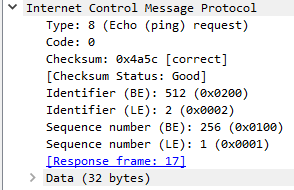 Internet Control Message Protocol
Type: 8 (Echo (ping) request)
Code: 0
Checksum: 0x4a5c [correct]
[Checksum Status: Good]
Identifier (BE): 512 (0x0200)
Identifier (LE): 2 (0x0002)
Sequence number (BE): 256 (0x0100)
Sequence number (LE): 1 (0x0001)
[Response frame: 17]
Data (32 bytes)